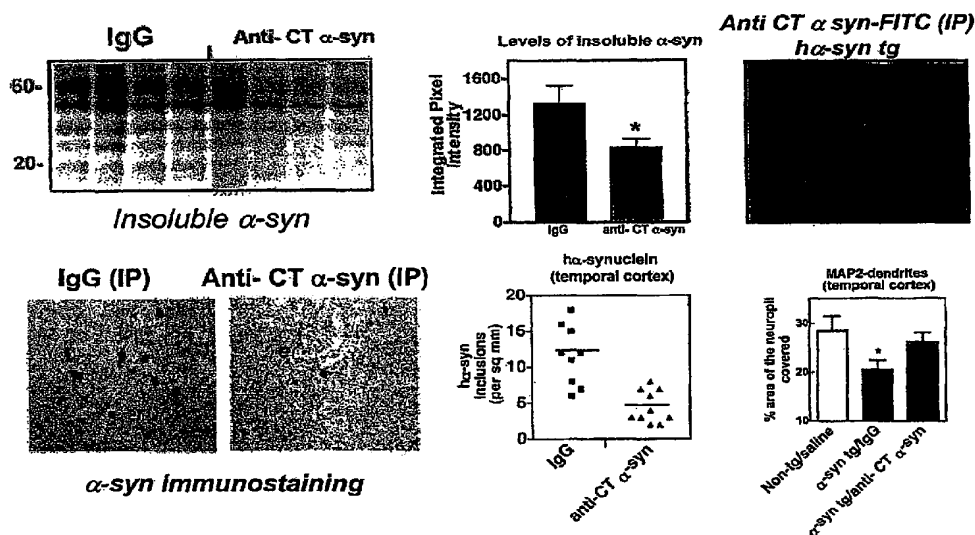 IgG
Anti- CT α-syn
60-
20-
Insoluble α-syn
Levels of insoluble α-syn
Integrated Pixel
Intensity
1600
1200
800
400
0
*
IgG
anti- CT α-syn
Anti CT α syn-FITC (IP)
hα-syn tg
IgG (IP)
Anti- CT α-syn (IP)
α-syn immunostaining
hα-synuclein
(temporal cortex)
hα-syn
inclusions
(per sq mm)
20
15
10
5
0
IgG
anti-CT α-syn
MAP2-dendrites
(temporal cortex)
% area of the neuropil
covered
30
20
10
*
Non-tg/saline
α-syn tg/IgG
α-syn tg/anti- CT α-syn